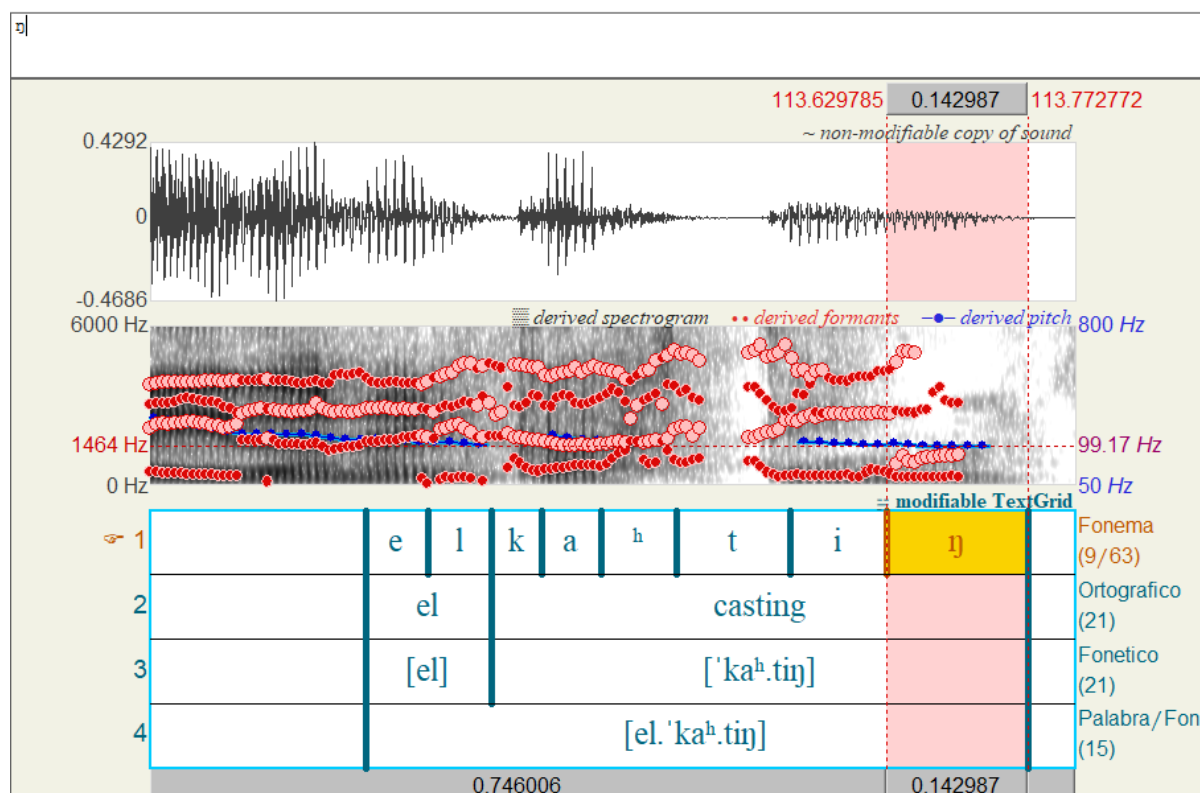 ŋ
113.629785 0.142987 113.772772
~ non-modifiable copy of sound
0.4292
0
-0.4686
6000 Hz derived spectrogram derived formants derived pitch 800 Hz
1464 Hz 99.17 Hz
0 Hz 50 Hz
modifiable TextGrid
1 e l k a ʰ t i ŋ Fonema
(9/63)
2 el casting Ortografico
(21)
3 [el] [ˈkaʰ.tiŋ] Fonetico
(21)
4 [el.ˈkaʰ.tiŋ] Palabra/Fon
(15)
0.746006 0.142987